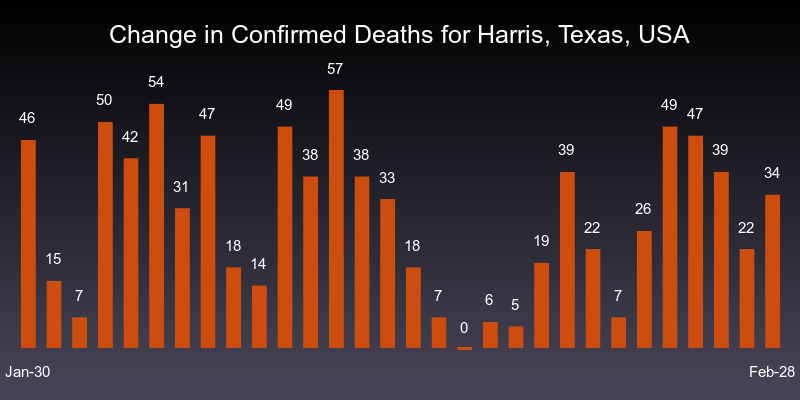 Change in Confirmed Deaths for Harris, Texas, USA
46 15 7 50 42 54 31 47 18 14 49 38 57 38 33 18 7 0 6 5 19 39 22 7 26 49 47 39 22 34
Jan-30 Feb-28